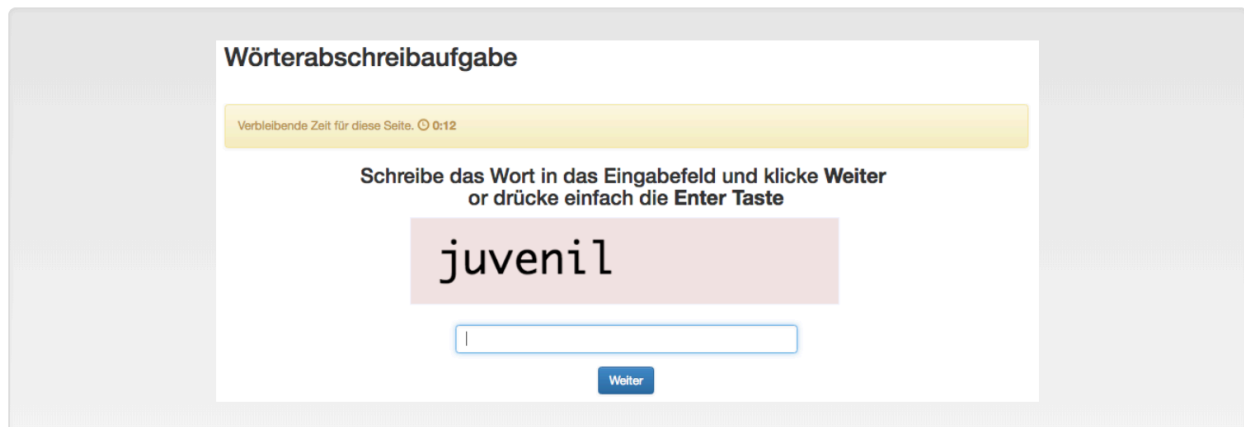 Wörterabschreibaufgabe
Verbleibende Zeit für diese Seite. 0:12
Schreibe das Wort in das Eingabefeld und klicke Weiter
or drücke einfach die Enter Taste
juvenil
Weiter